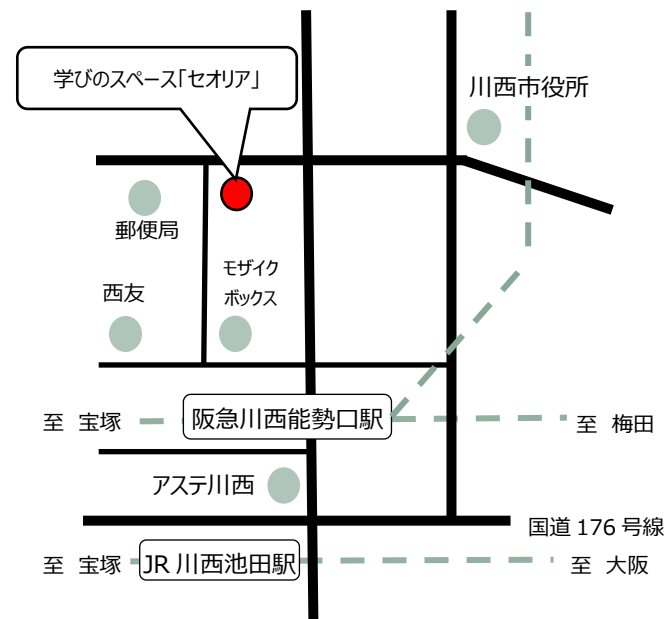 学びのスペース「セオリア」
川西市役所
郵便局
モザイク
ボックス
西友
至 宝塚
阪急川西能勢口駅
至 梅田
アステ川西
国道 176 号線
至 宝塚
JR 川西池田駅
至 大阪